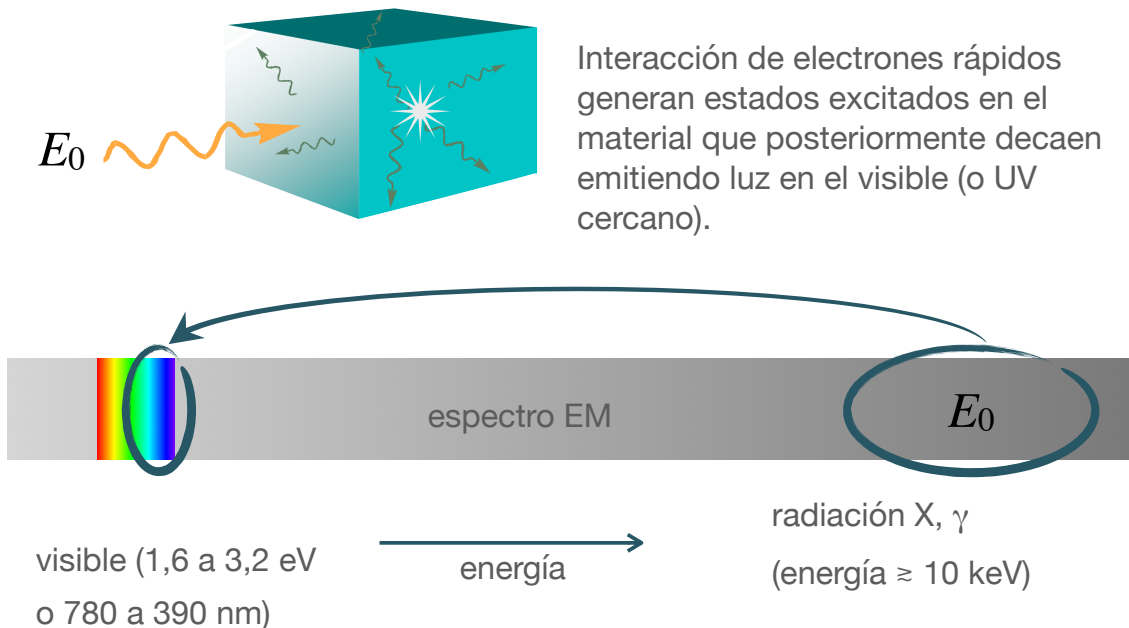 Interacción de electrones rápidos
generan estados excitados en el
material que posteriormente decaen
emitiendo luz en el visible (o UV
cercano).
E₀
espectro EM
E₀
visible (1,6 a 3,2 eV
o 780 a 390 nm)
energía
radiación X, γ
(energía ≳ 10 keV)